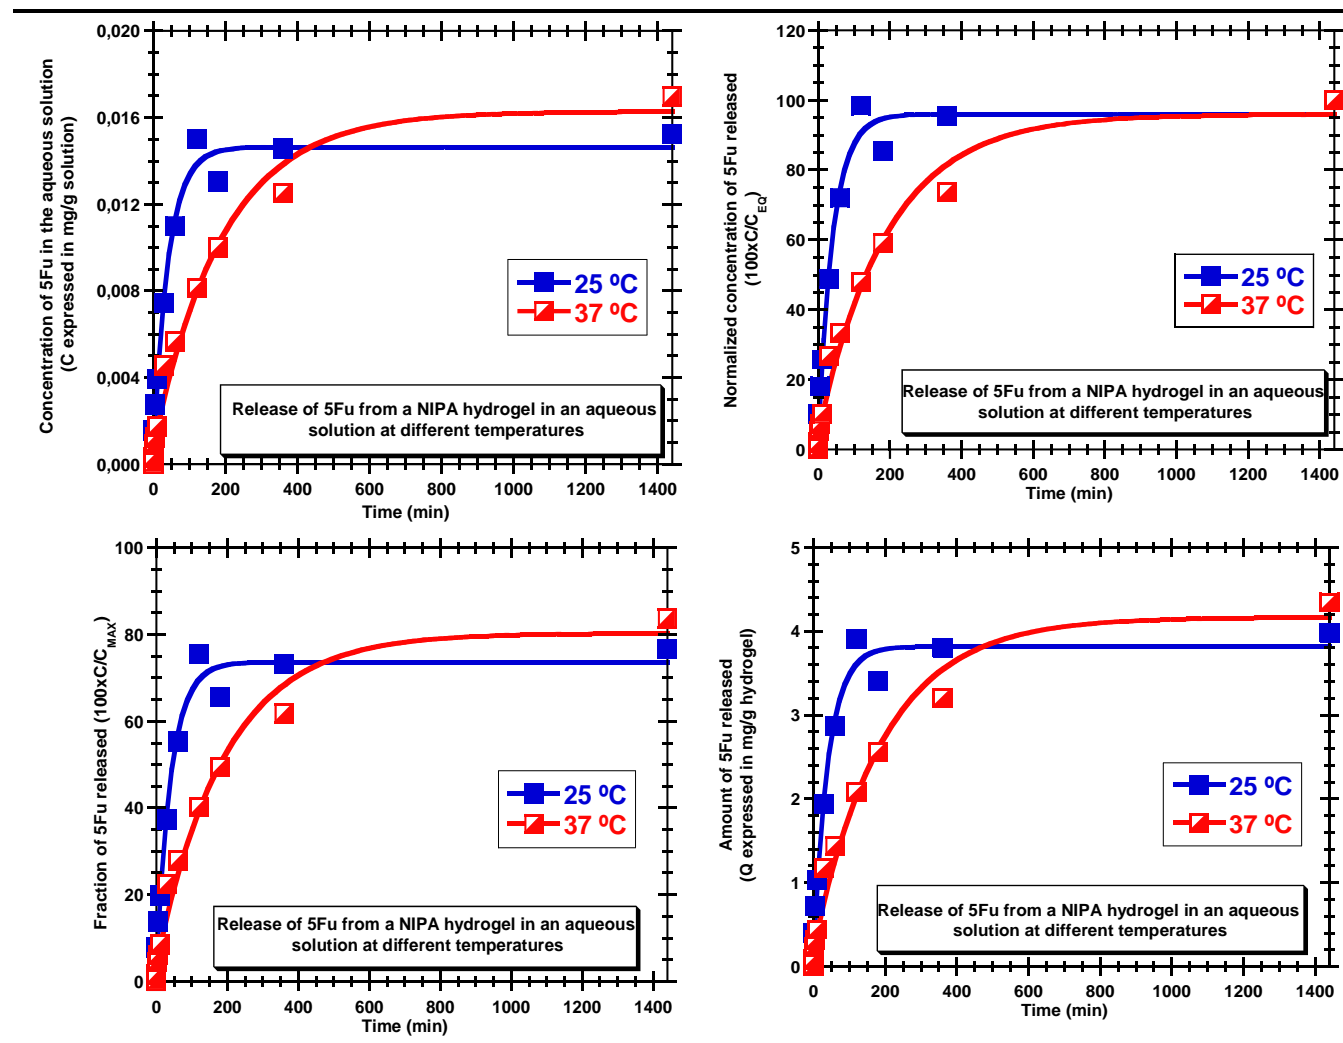 0,020
0,016
0,012
0,008
0,004
0,000
Concentration of 5Fu in the aqueous solution
(C expressed in mg/g solution)
25 ºC
37 ºC
Release of 5Fu from a NIPA hydrogel in an aqueous
solution at different temperatures
0 200 400 600 800 1000 1200 1400
Time (min)
120
100
80
60
40
20
0
Normalized concentration of 5Fu released
(100xC/C_EQ)
25 ºC
37 ºC
Release of 5Fu from a NIPA hydrogel in an aqueous
solution at different temperatures
0 200 400 600 800 1000 1200 1400
Time (min)
100
80
60
40
20
0
Fraction of 5Fu released (100xC/C_MAX)
25 ºC
37 ºC
Release of 5Fu from a NIPA hydrogel in an aqueous
solution at different temperatures
0 200 400 600 800 1000 1200 1400
Time (min)
5
4
3
2
1
0
Amount of 5Fu released
(Q expressed in mg/g hydrogel)
25 ºC
37 ºC
Release of 5Fu from a NIPA hydrogel in an aqueous
solution at different temperatures
0 200 400 600 800 1000 1200 1400
Time (min)